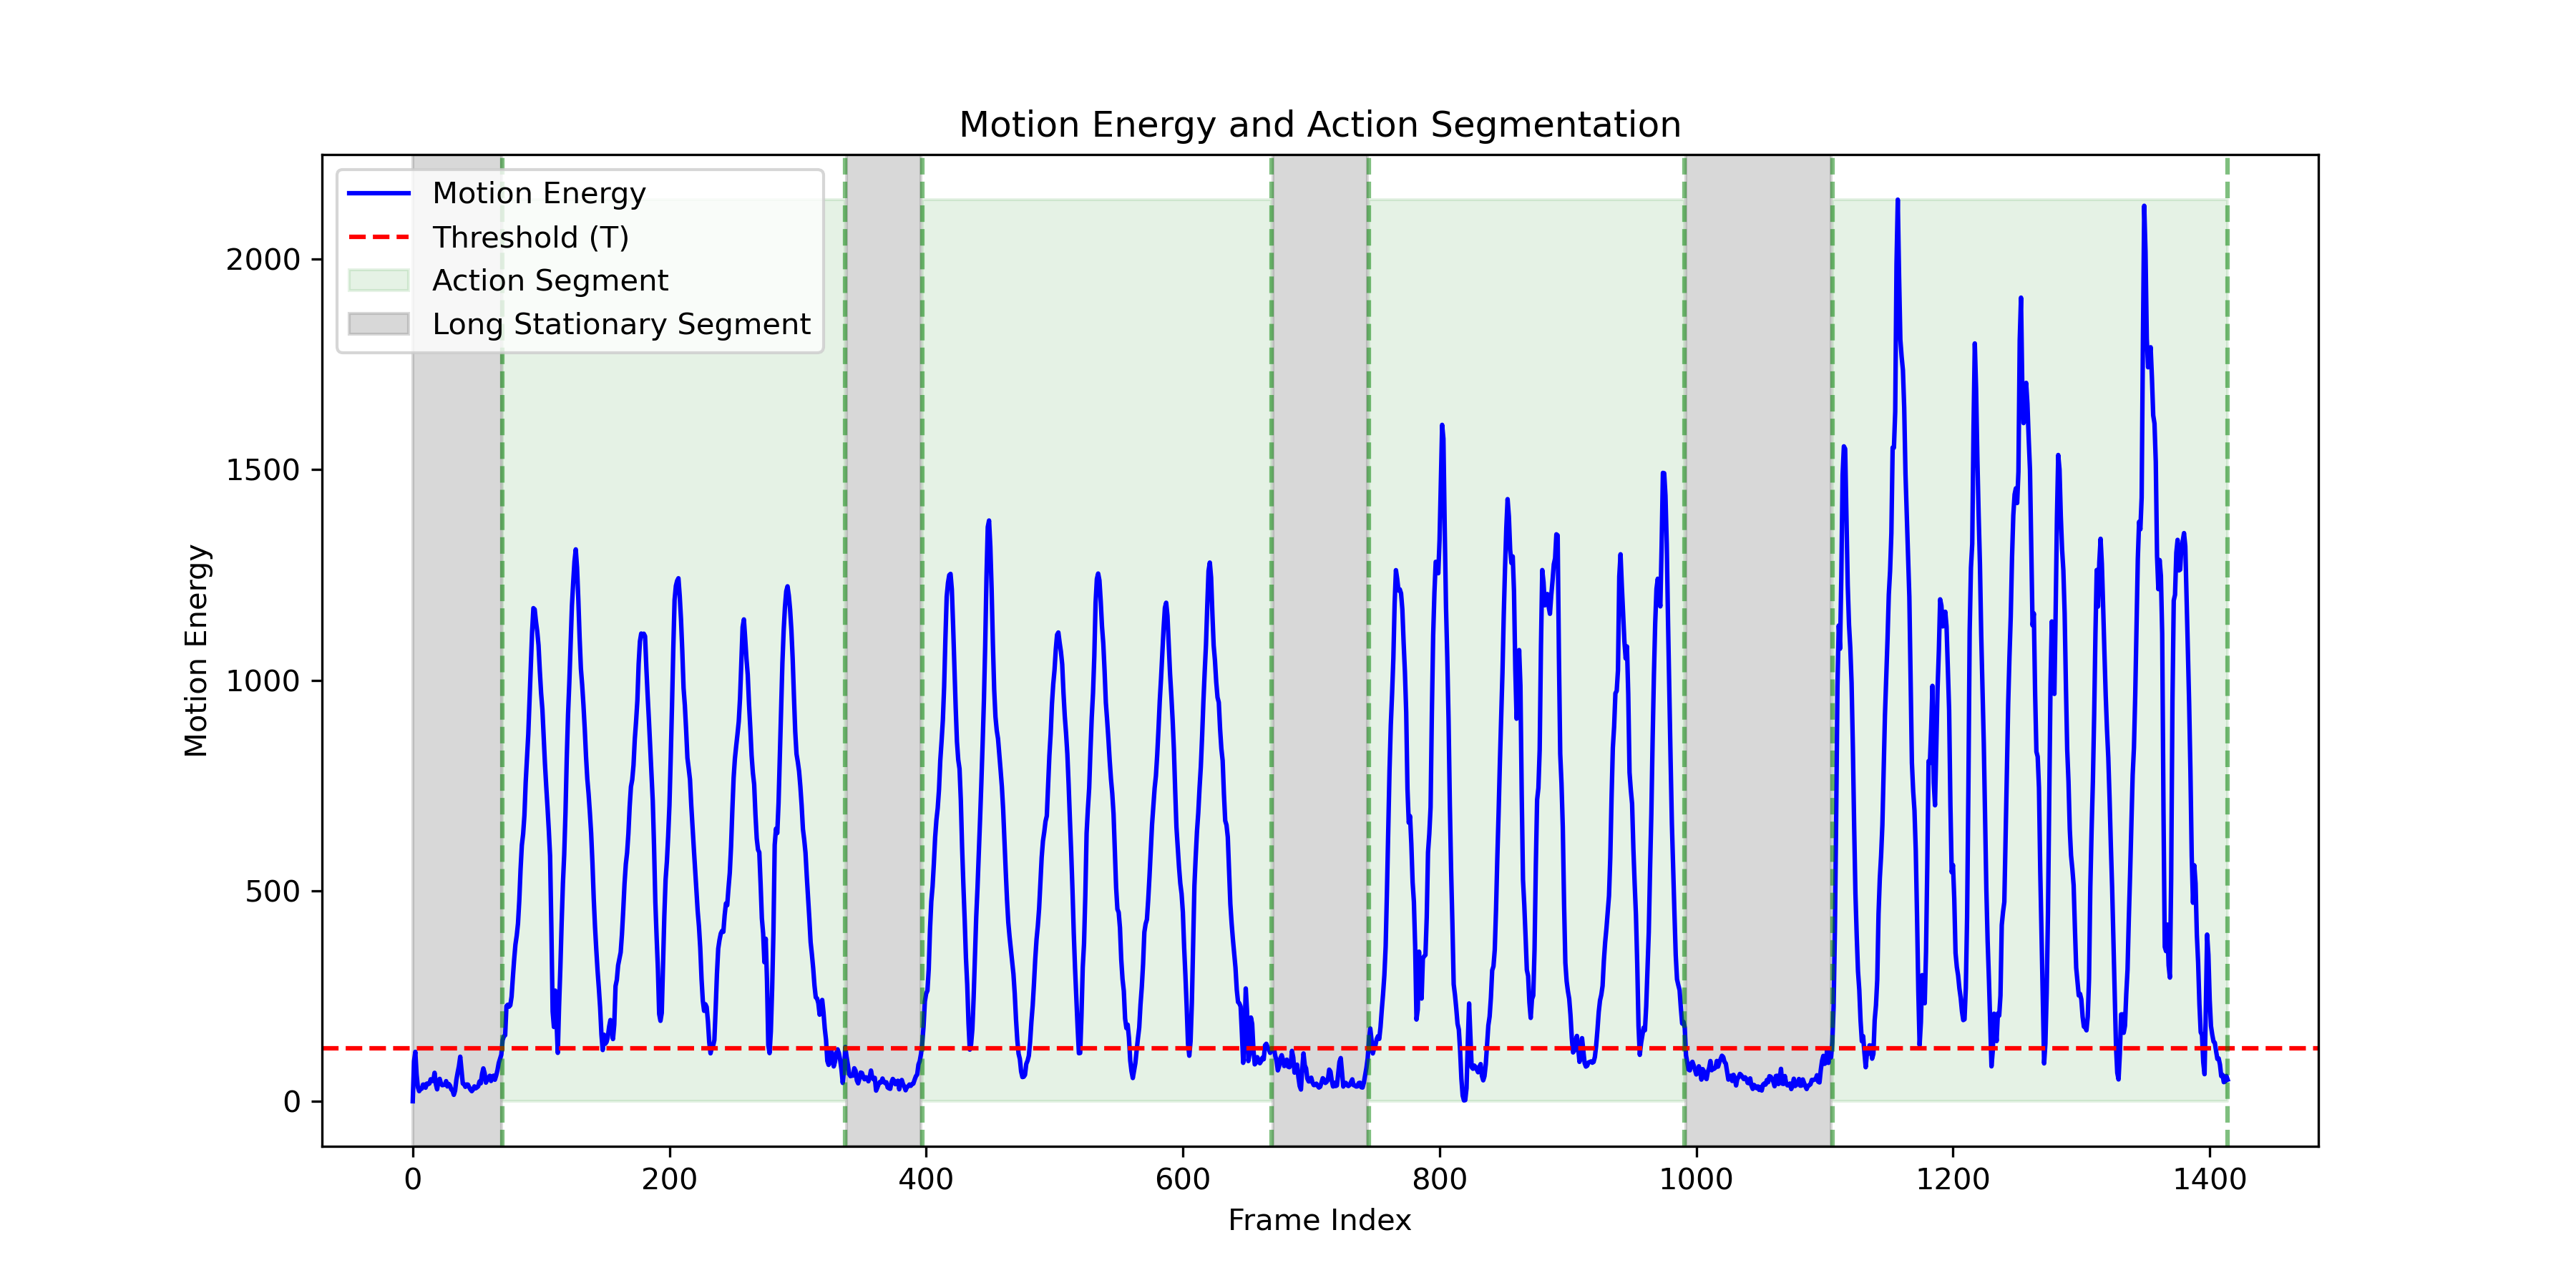 Motion Energy and Action Segmentation
Motion Energy
Threshold (T)
Action Segment
Long Stationary Segment
2000
1500
1000
500
0
Motion Energy
0 200 400 600 800 1000 1200 1400
Frame Index